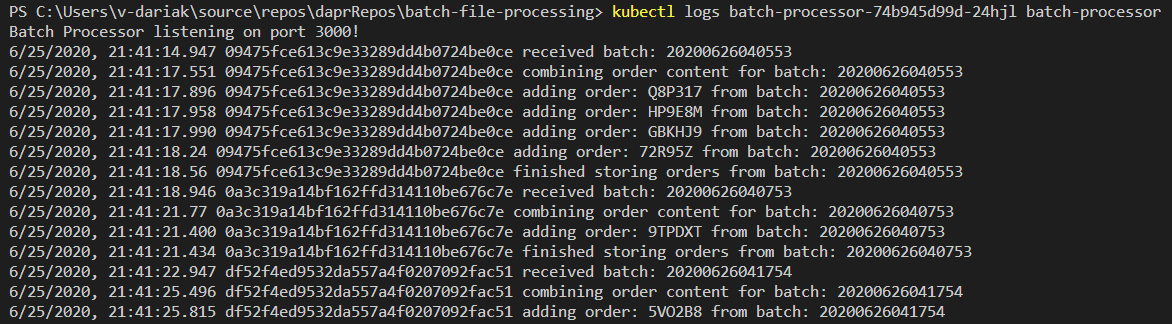 PS C:\Users\v-dariak\source\repos\daprRepos\batch-file-processing> kubectl logs batch-processor-74b945d99d-24hjl batch-processor
Batch Processor listening on port 3000!
6/25/2020, 21:41:14.947 09475fce613c9e33289dd4b0724be0ce received batch: 20200626040553
6/25/2020, 21:41:17.551 09475fce613c9e33289dd4b0724be0ce combining order content for batch: 20200626040553
6/25/2020, 21:41:17.896 09475fce613c9e33289dd4b0724be0ce adding order: Q8P317 from batch: 20200626040553
6/25/2020, 21:41:17.958 09475fce613c9e33289dd4b0724be0ce adding order: HP9E8M from batch: 20200626040553
6/25/2020, 21:41:17.990 09475fce613c9e33289dd4b0724be0ce adding order: GBKHJ9 from batch: 20200626040553
6/25/2020, 21:41:18.24 09475fce613c9e33289dd4b0724be0ce adding order: 72R95Z from batch: 20200626040553
6/25/2020, 21:41:18.56 09475fce613c9e33289dd4b0724be0ce finished storing orders from batch: 20200626040553
6/25/2020, 21:41:18.946 0a3c319a14bf162ffd314110be676c7e received batch: 20200626040753
6/25/2020, 21:41:21.77 0a3c319a14bf162ffd314110be676c7e combining order content for batch: 20200626040753
6/25/2020, 21:41:21.400 0a3c319a14bf162ffd314110be676c7e adding order: 9TPDXT from batch: 20200626040753
6/25/2020, 21:41:21.434 0a3c319a14bf162ffd314110be676c7e finished storing orders from batch: 20200626040753
6/25/2020, 21:41:22.947 df52f4ed9532da557a4f0207092fac51 received batch: 20200626041754
6/25/2020, 21:41:25.496 df52f4ed9532da557a4f0207092fac51 combining order content for batch: 20200626041754
6/25/2020, 21:41:25.815 df52f4ed9532da557a4f0207092fac51 adding order: 5VO2B8 from batch: 20200626041754